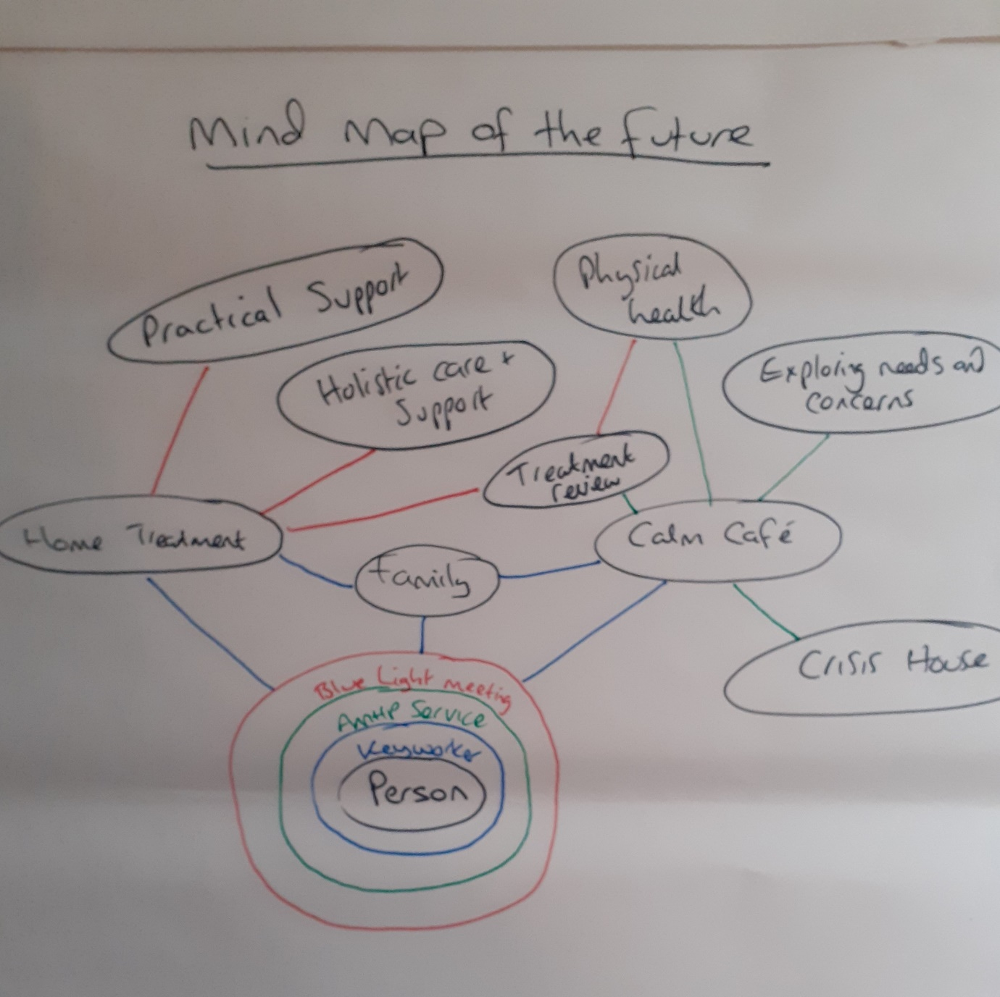 Mind Map of the future
Practical Support
Physical
health
Holistic care +
Support
Exploring needs and
concerns
Treatment
review
Home Treatment
Calm Café
Family
Crisis House
Blue Light meeting
AMHP Service
Keyworker
Person